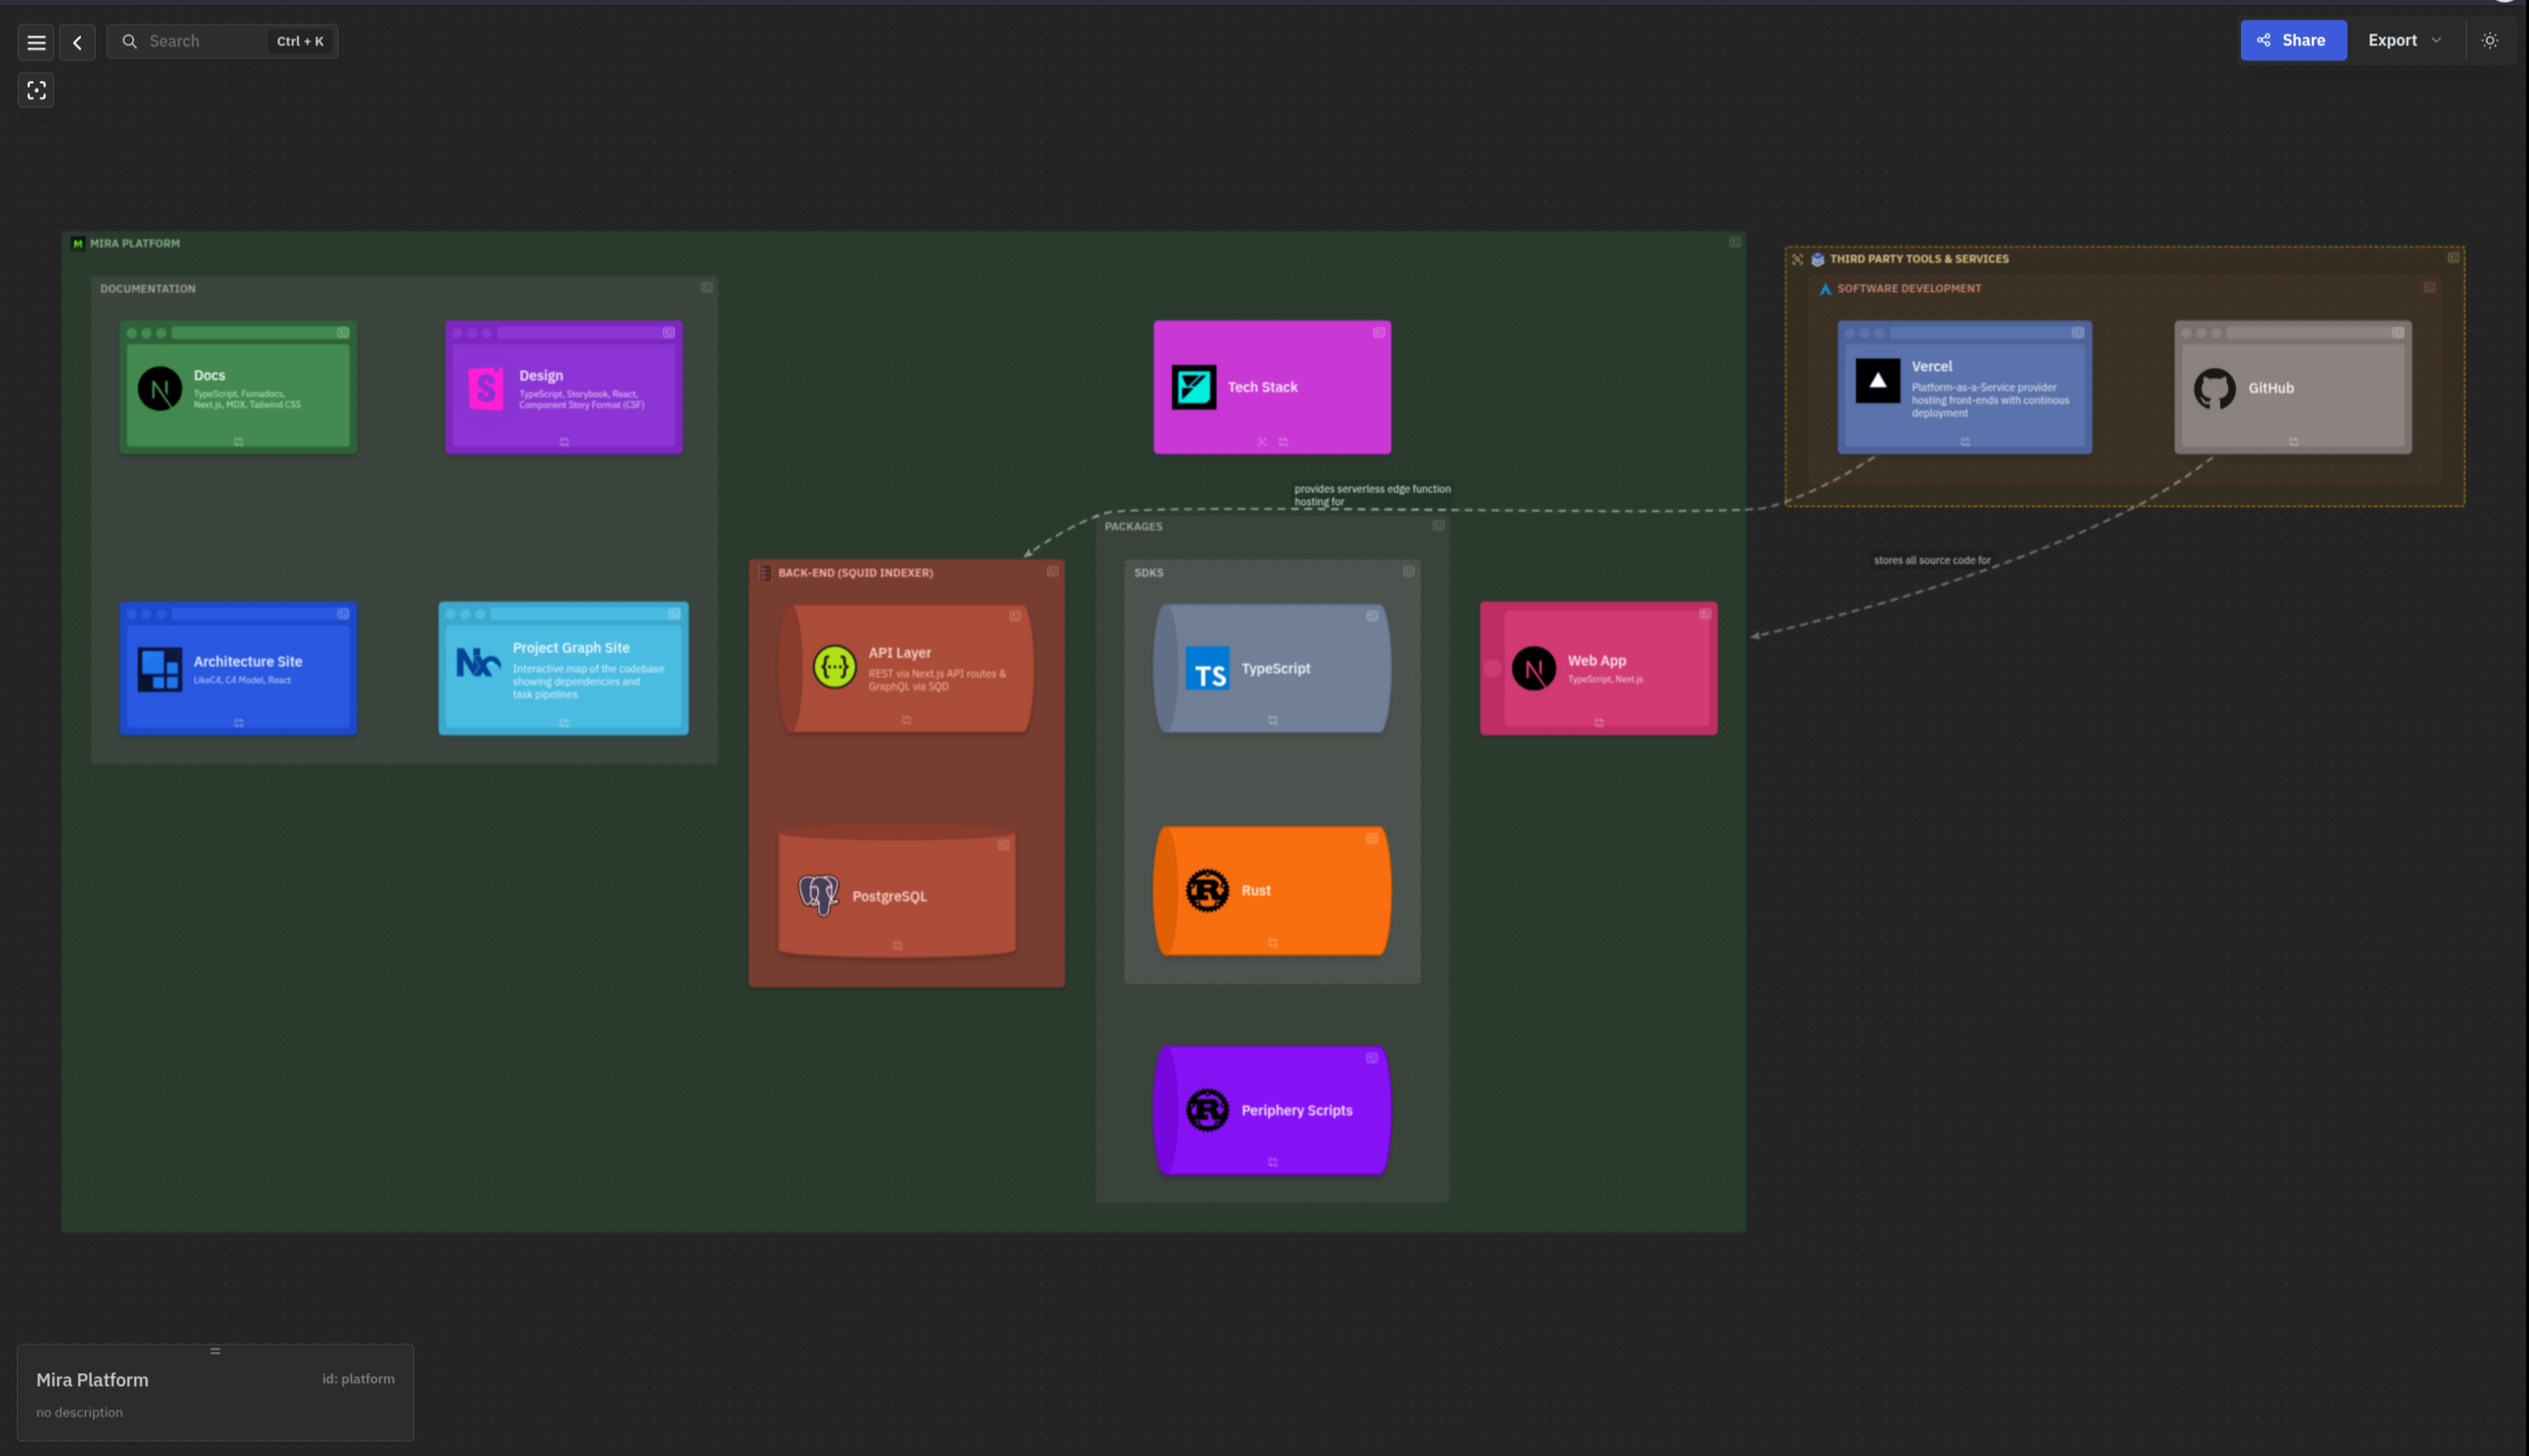 Search
Ctrl + K
Share
Export
M MIRA PLATFORM
DOCUMENTATION
Docs
TypeScript, Fumadocs,
Next.js, MDX, Tailwind CSS
Design
TypeScript, Storybook, React,
Component Story Format (CSF)
Architecture Site
LikeC4, C4 Model, React
Project Graph Site
Interactive map of the codebase
showing dependencies and
task pipelines
Tech Stack
provides serverless edge function
hosting for
BACK-END (SQUID INDEXER)
{···}
API Layer
REST via Next.js API routes &
GraphQL via SQD
PostgreSQL
PACKAGES
SDKS
TS
TypeScript
R
Rust
R
Periphery Scripts
N
Web App
TypeScript, Next.js
THIRD PARTY TOOLS & SERVICES
SOFTWARE DEVELOPMENT
Vercel
Platform-as-a-Service provider
hosting front-ends with continous
deployment
GitHub
stores all source code for
Mira Platform
id: platform
no description